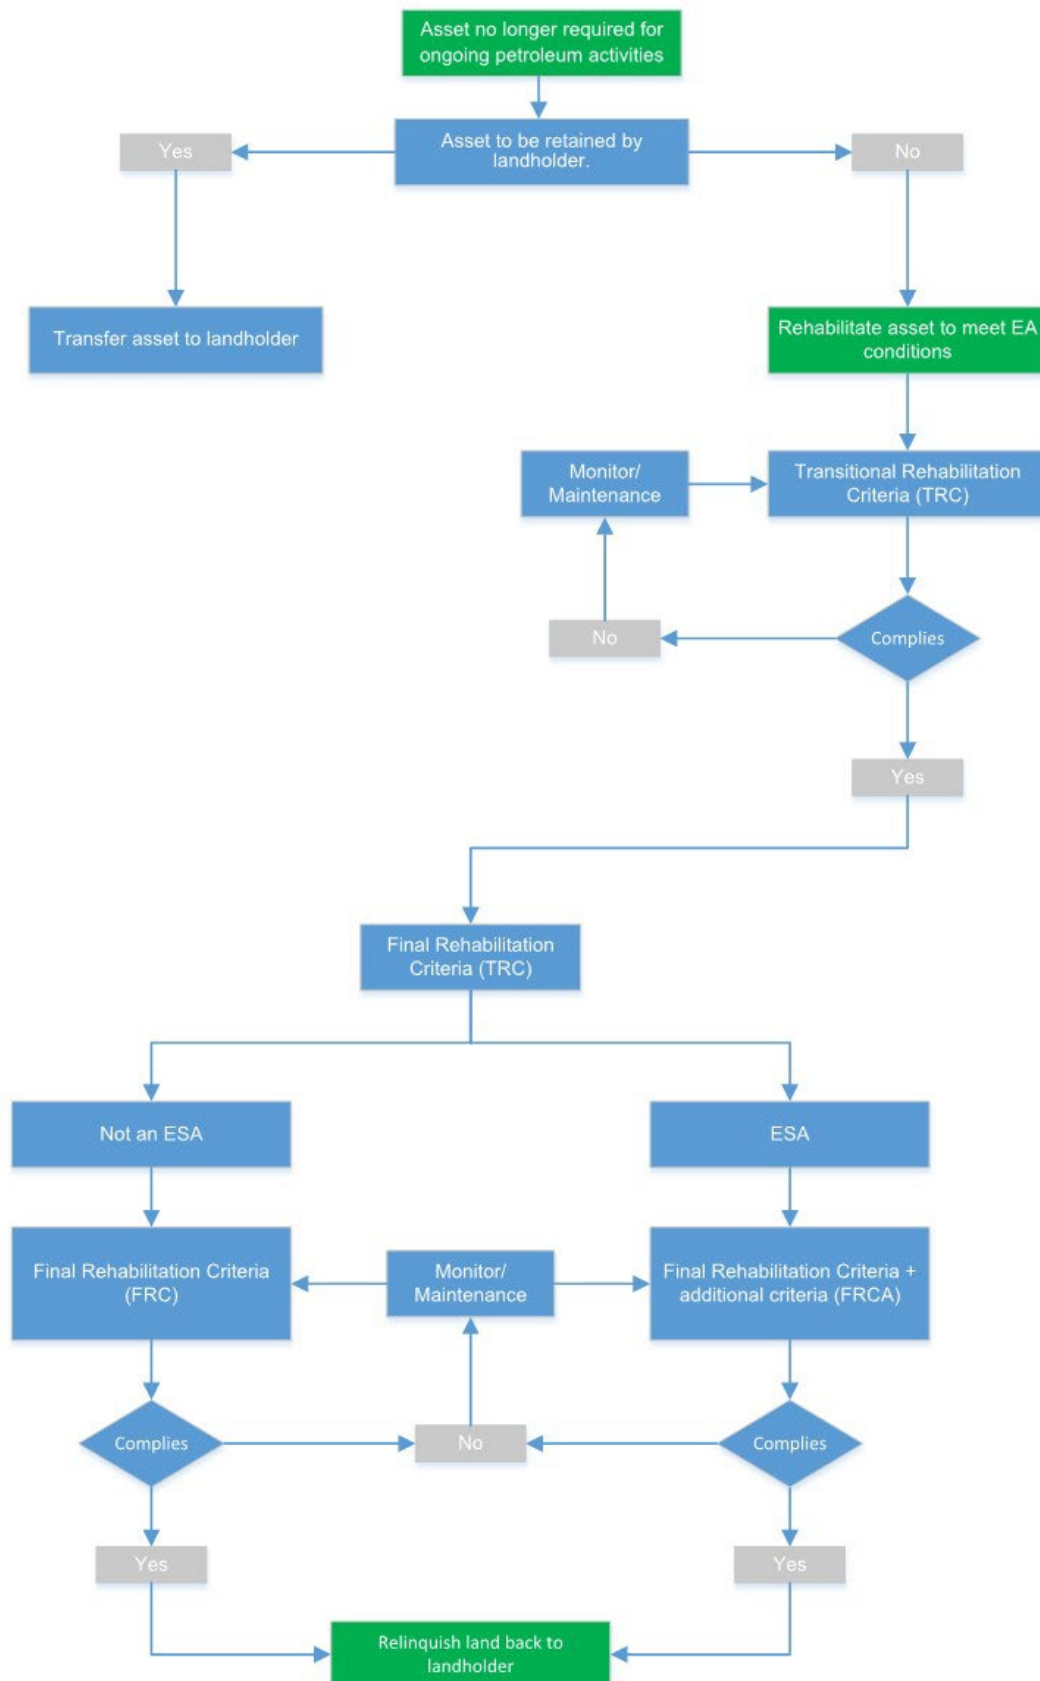 Asset no longer required for
ongoing petroleum activities
Yes
Asset to be retained by
landholder.
No
Transfer asset to landholder
Rehabilitate asset to meet EA
conditions
Monitor/
Maintenance
Transitional Rehabilitation
Criteria (TRC)
No
Complies
Yes
Final Rehabilitation
Criteria (TRC)
Not an ESA
ESA
Final Rehabilitation Criteria
(FRC)
Monitor/
Maintenance
Final Rehabilitation Criteria +
additional criteria (FRCA)
Complies
No
Complies
Yes
Yes
Relinquish land back to
landholder